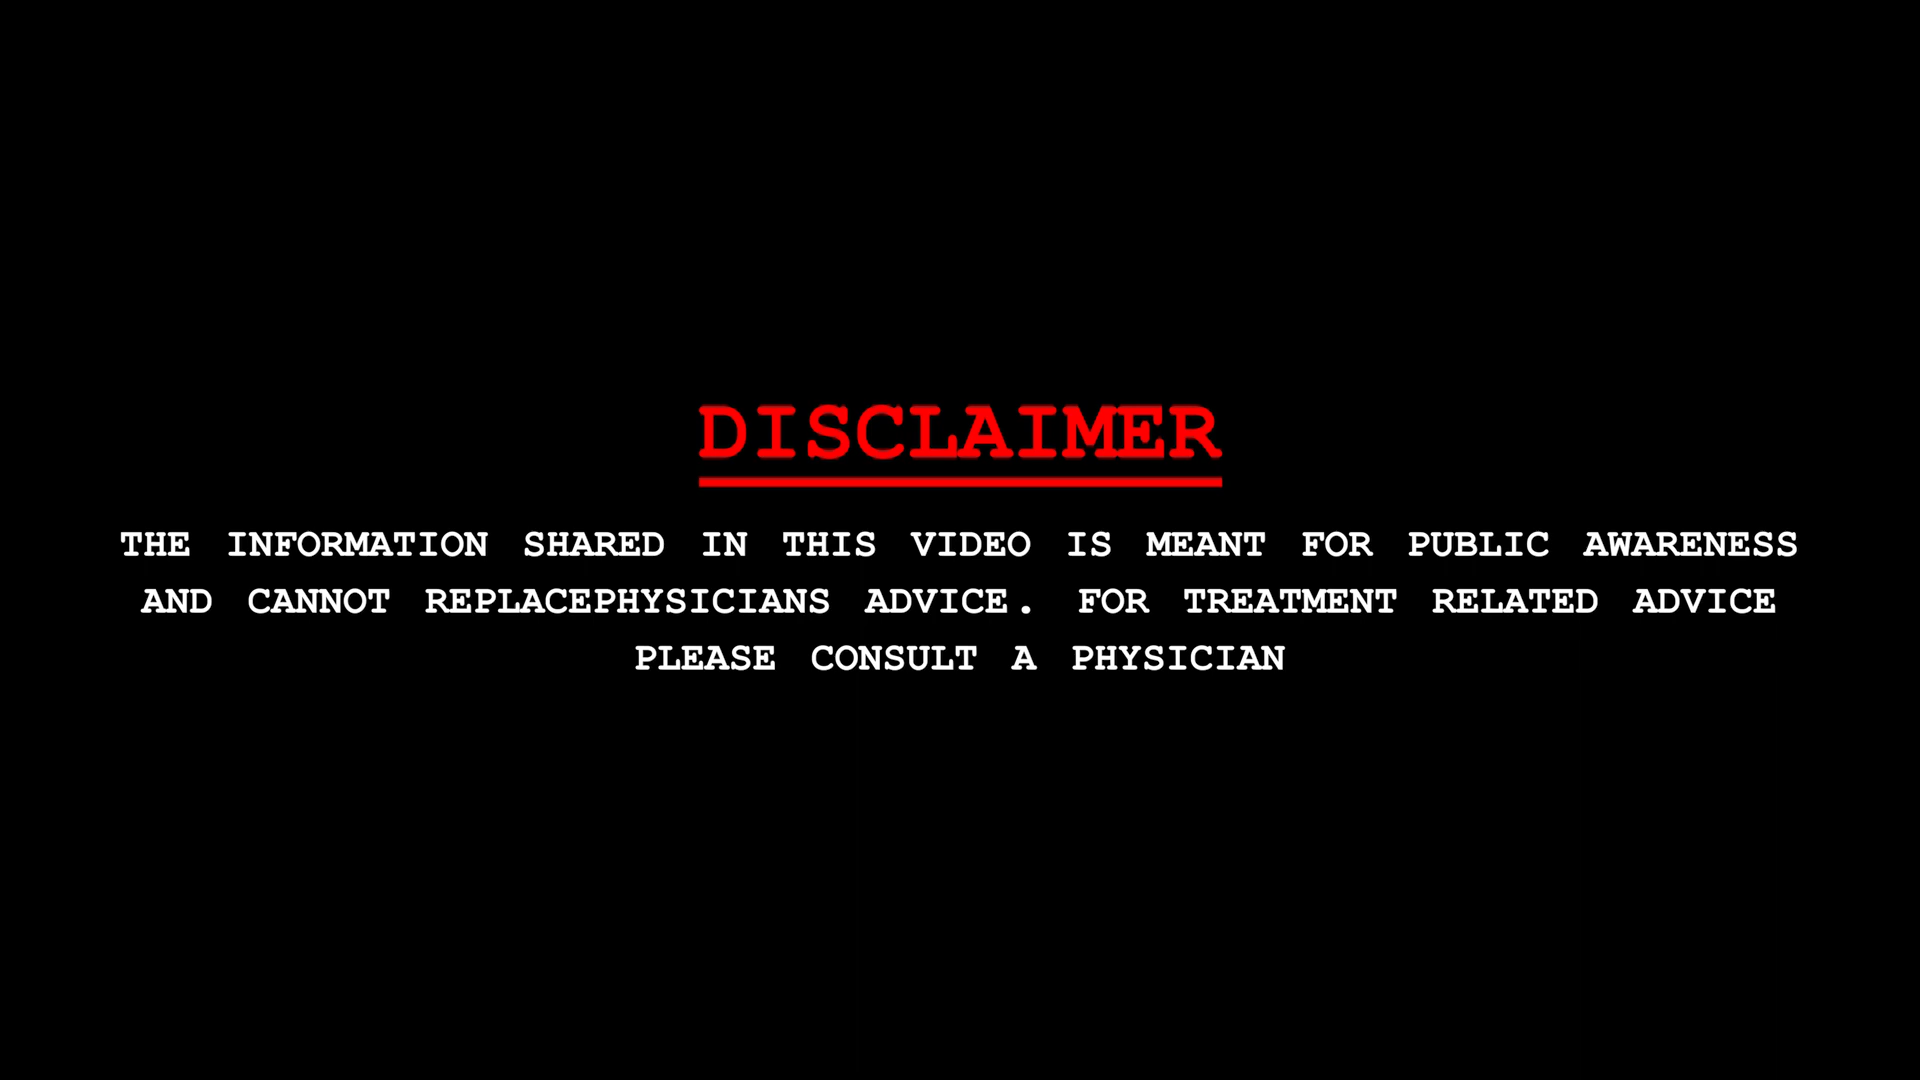 DISCLAIMER
THE INFORMATION SHARED IN THIS VIDEO IS MEANT FOR PUBLIC AWARENESS
AND CANNOT REPLACEPHYSICIANS ADVICE. FOR TREATMENT RELATED ADVICE
PLEASE CONSULT A PHYSICIAN